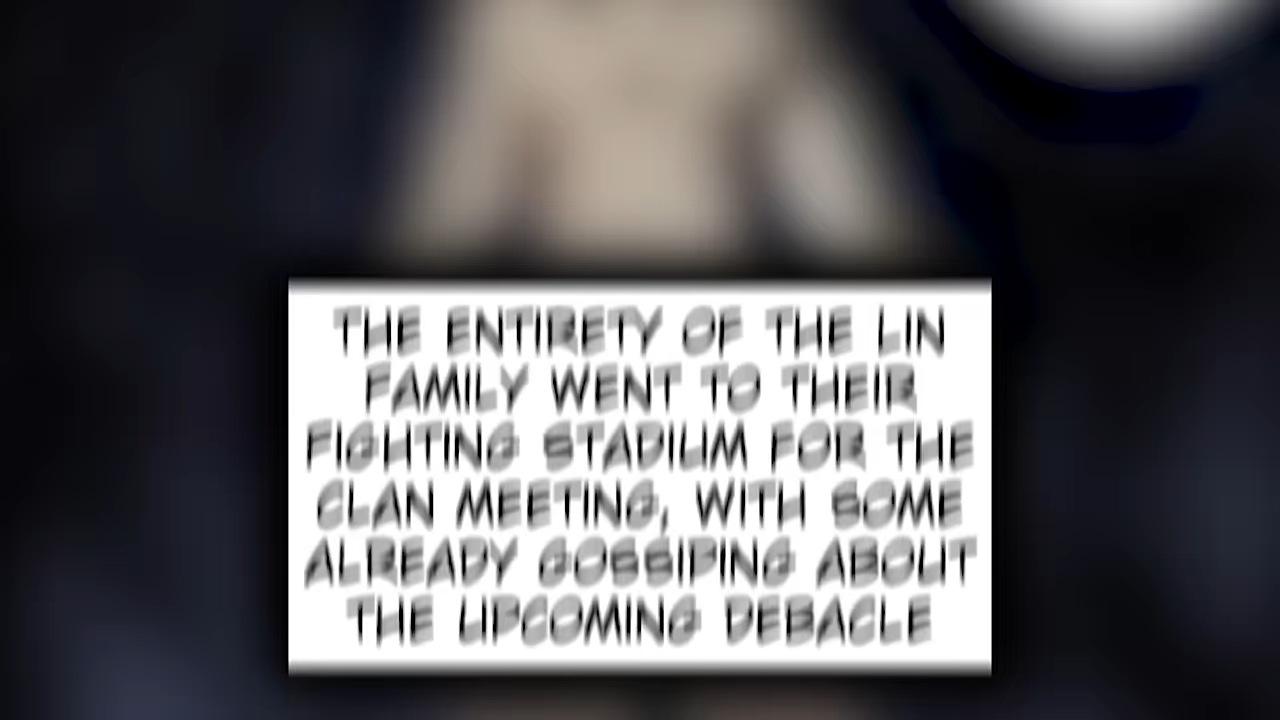 THE ENTIRETY OF THE LIN
FAMILY WENT TO THEIR
FIGHTING STADIUM FOR THE
CLAN MEETING, WITH SOME
ALREADY GOSSIPING ABOUT
THE UPCOMING DEBACLE